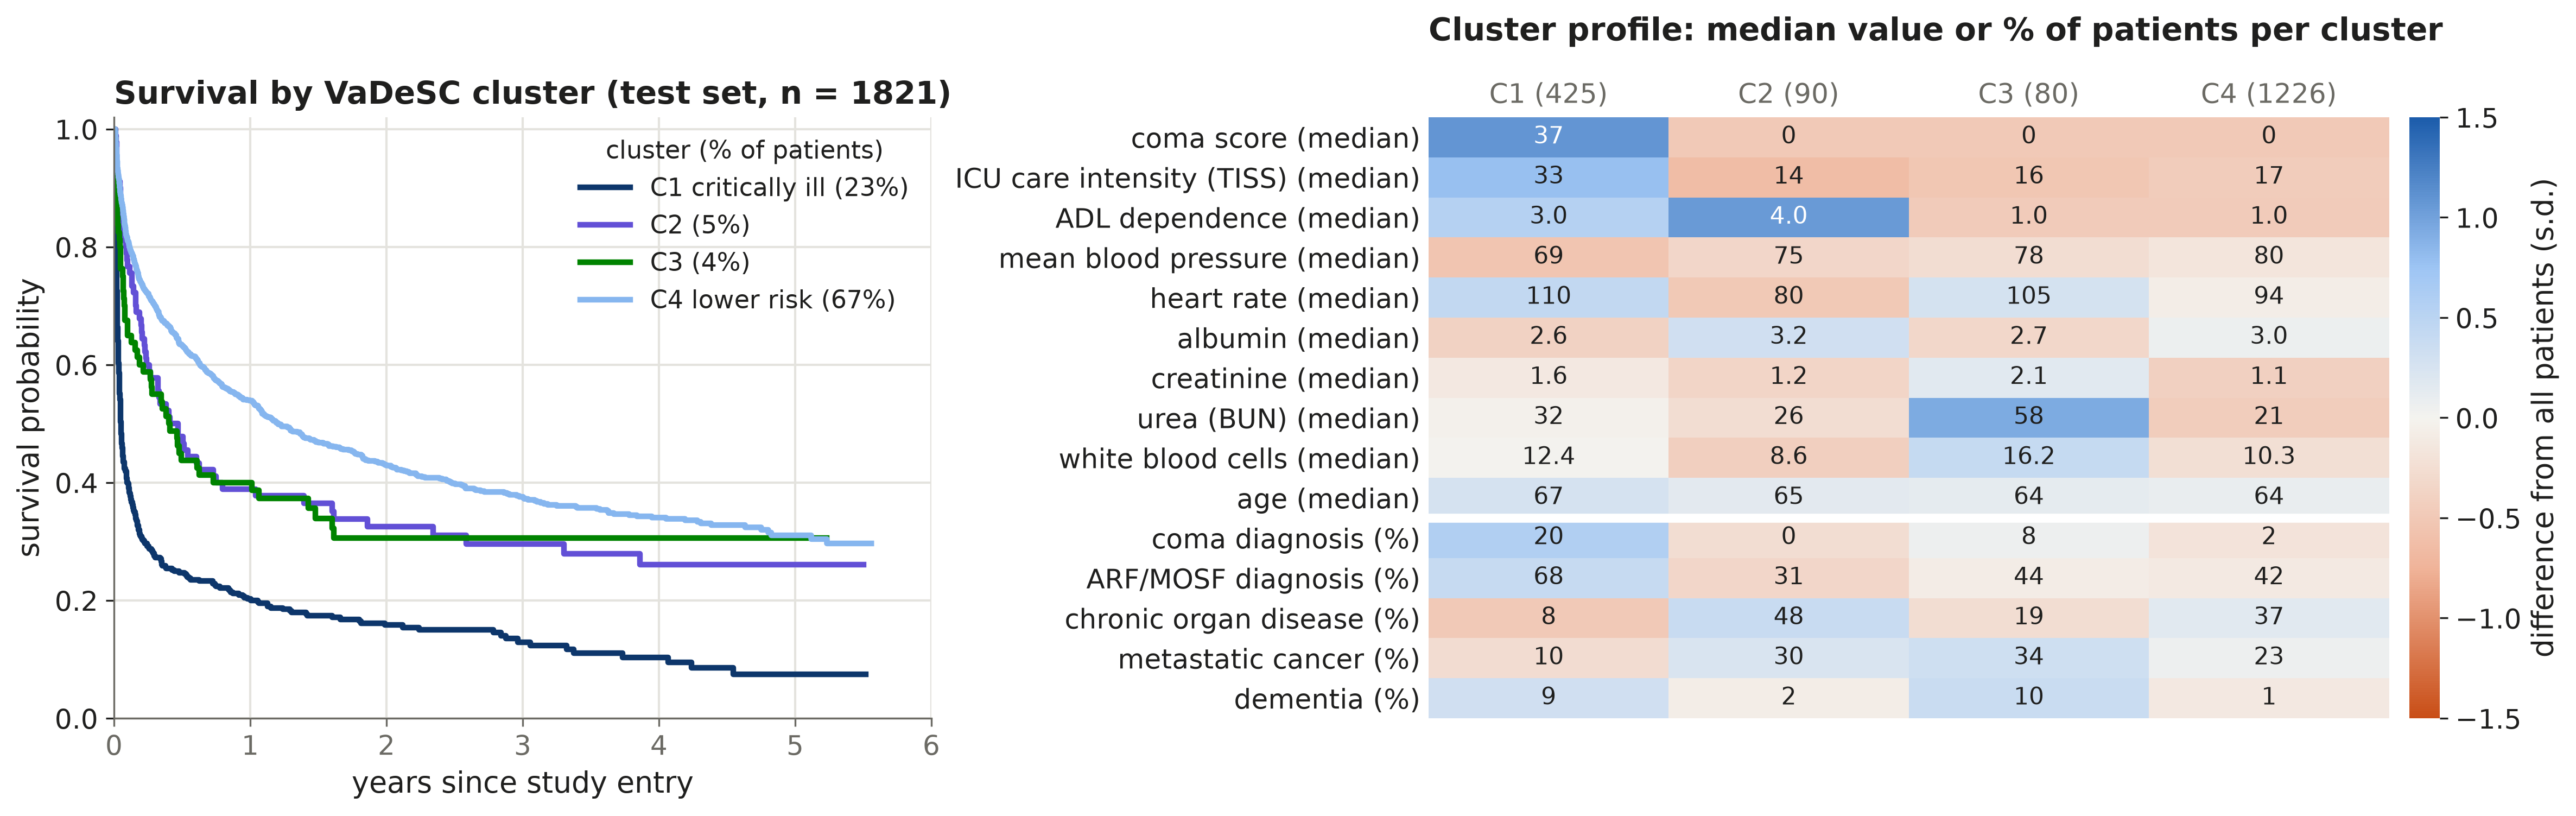 Cluster profile: median value or % of patients per cluster
Survival by VaDeSC cluster (test set, n = 1821)
survival probability
1.0
0.8
0.6
0.4
0.2
0.0
0 1 2 3 4 5 6
years since study entry
cluster (% of patients)
C1 critically ill (23%)
C2 (5%)
C3 (4%)
C4 lower risk (67%)
C1 (425) C2 (90) C3 (80) C4 (1226)
coma score (median) 37 0 0 0
ICU care intensity (TISS) (median) 33 14 16 17
ADL dependence (median) 3.0 4.0 1.0 1.0
mean blood pressure (median) 69 75 78 80
heart rate (median) 110 80 105 94
albumin (median) 2.6 3.2 2.7 3.0
creatinine (median) 1.6 1.2 2.1 1.1
urea (BUN) (median) 32 26 58 21
white blood cells (median) 12.4 8.6 16.2 10.3
age (median) 67 65 64 64
coma diagnosis (%) 20 0 8 2
ARF/MOSF diagnosis (%) 68 31 44 42
chronic organ disease (%) 8 48 19 37
metastatic cancer (%) 10 30 34 23
dementia (%) 9 2 10 1
1.5
1.0
0.5
0.0
−0.5
−1.0
−1.5
difference from all patients (s.d.)